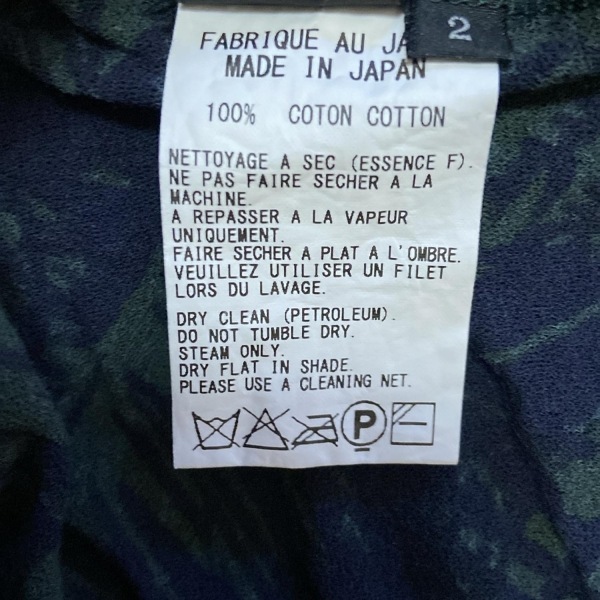 2
FABRIQUE AU JA
MADE IN JAPAN
100% COTON COTTON
NETTOYAGE A SEC (ESSENCE F).
NE PAS FAIRE SECHER A LA
MACHINE.
A REPASSER A LA VAPEUR
UNIQUEMENT.
FAIRE SECHER A PLAT A L'OMBRE.
VEUILLEZ UTILISER UN FILET
LORS DU LAVAGE.
DRY CLEAN (PETROLEUM).
DO NOT TUMBLE DRY.
STEAM ONLY.
DRY FLAT IN SHADE.
PLEASE USE A CLEANING NET.
P